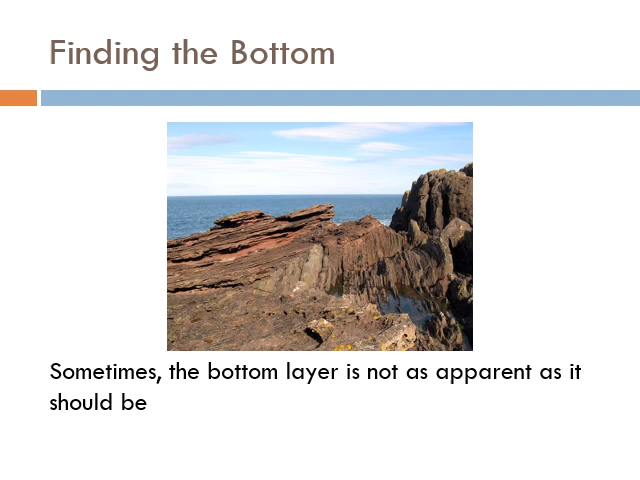 Finding the Bottom
Sometimes, the bottom layer is not as apparent as it
should be